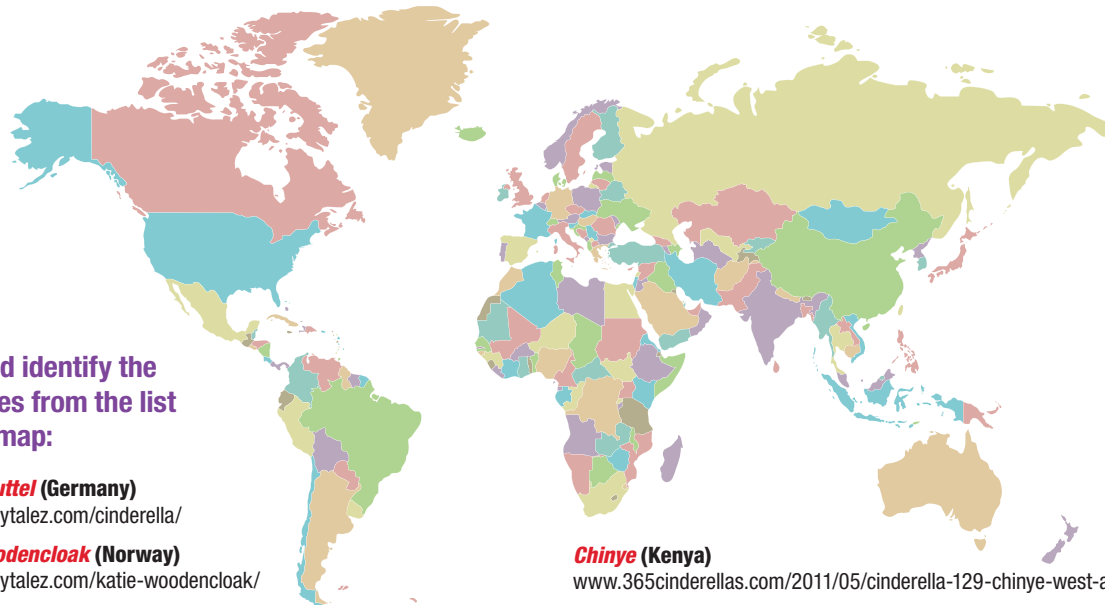 d identify the
es from the list
map:
uttel (Germany)
ytalez.com/cinderella/
odencloak (Norway)
ytalez.com/katie-woodencloak/
Chinye (Kenya)
www.365cinderellas.com/2011/05/cinderella-129-chinye-west-a